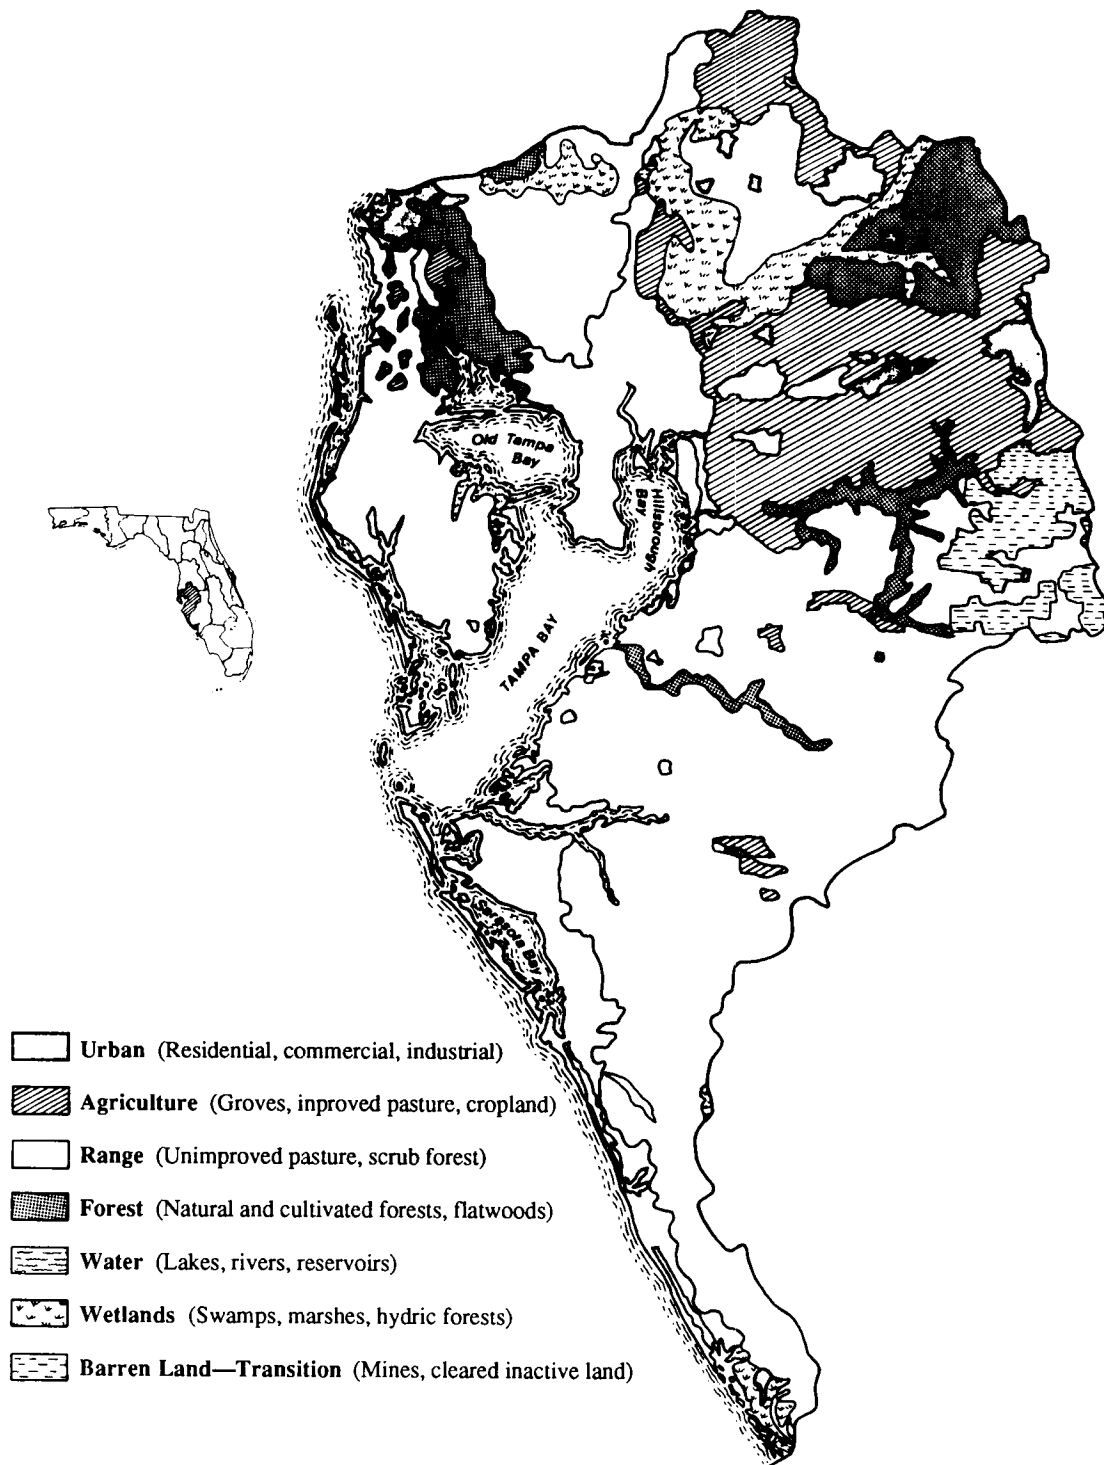 Old Tampa
Bay
Hillsborough
Bay
TAMPA BAY
Sarasota Bay
Urban (Residential, commercial, industrial)
Agriculture (Groves, inproved pasture, cropland)
Range (Unimproved pasture, scrub forest)
Forest (Natural and cultivated forests, flatwoods)
Water (Lakes, rivers, reservoirs)
Wetlands (Swamps, marshes, hydric forests)
Barren Land—Transition (Mines, cleared inactive land)